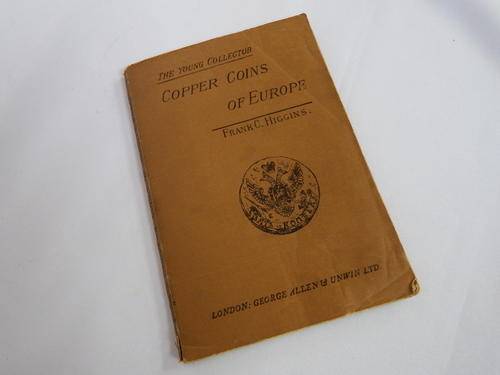 THE YOUNG COLLECTOR
COPPER COINS
OF EUROPE
FRANK C. HIGGINS.
LONDON: GEORGE ALLEN & UNWIN LTD.